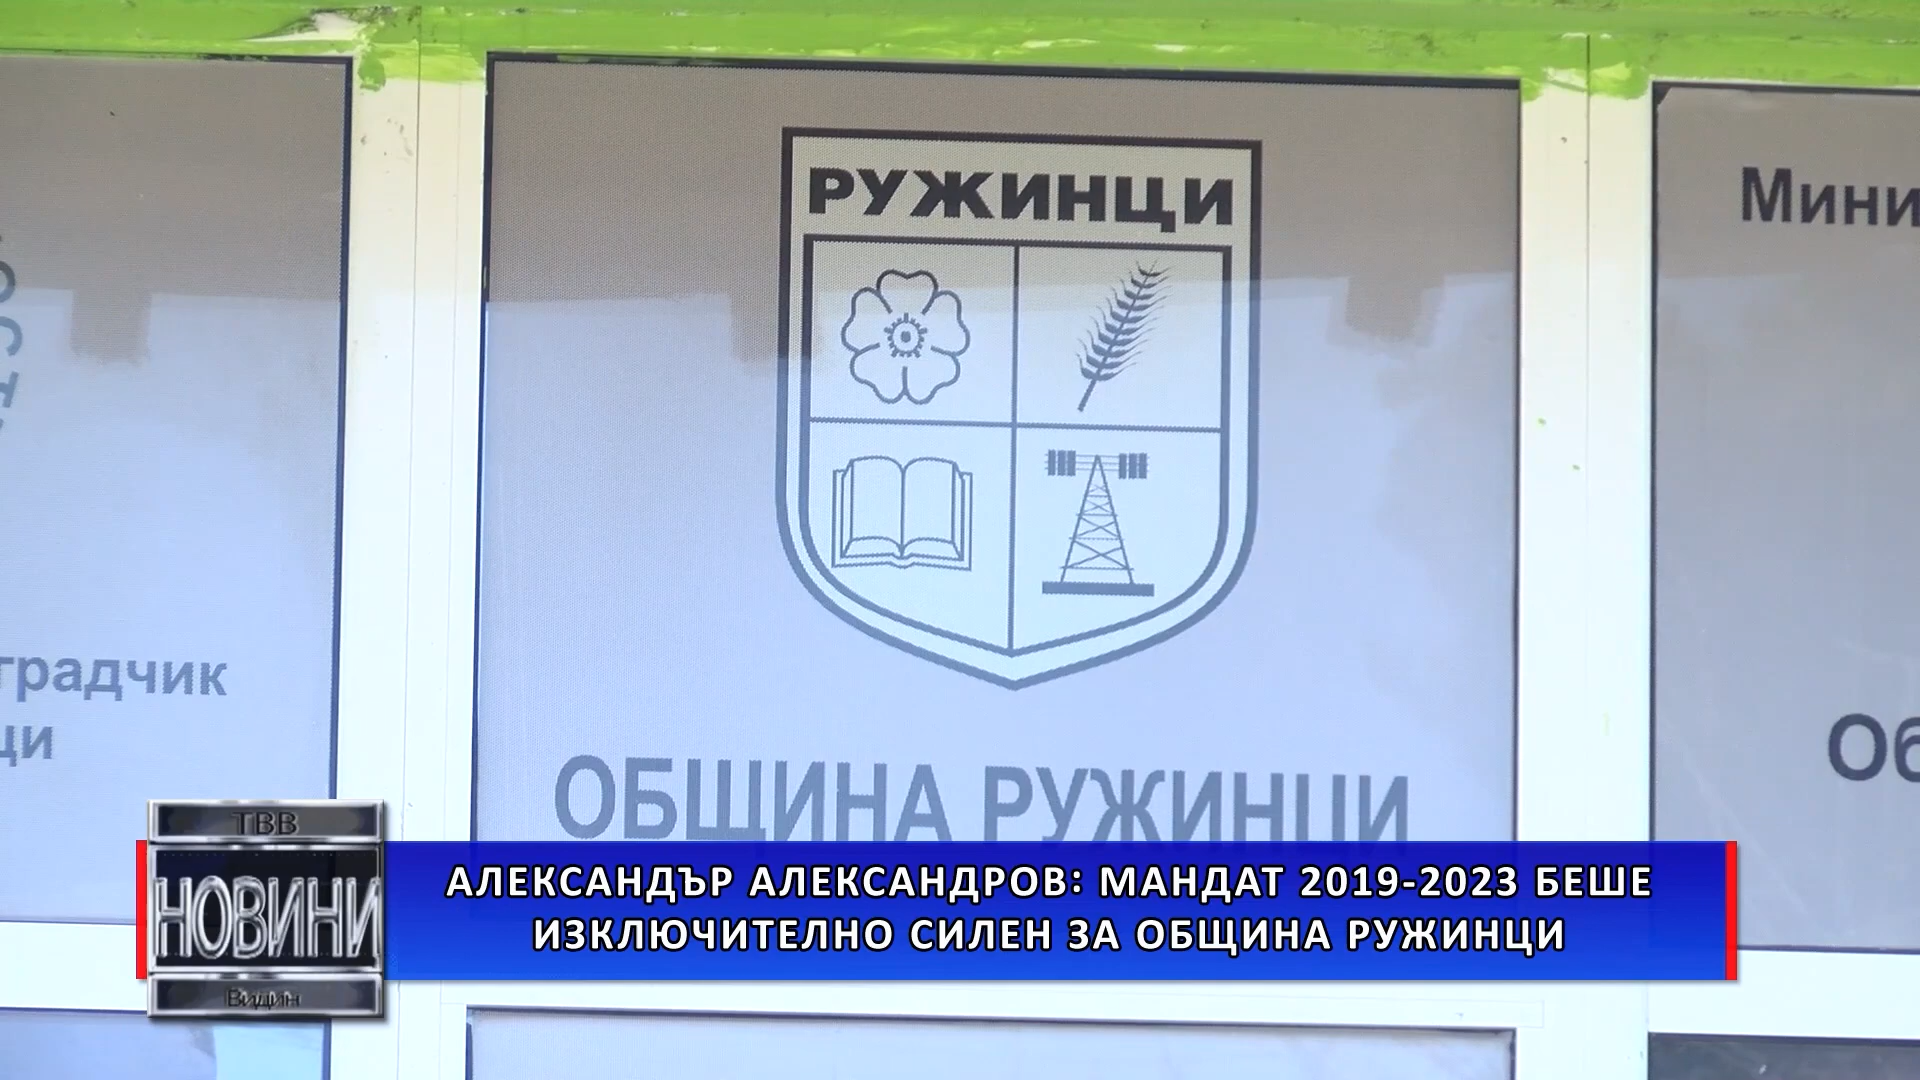 РУЖИНЦИ
Мини
градчик
ци
Об
ОБЩИНА РУЖИНЦИ
ТВВ
НОВИНИ
Видин
АЛЕКСАНДЪР АЛЕКСАНДРОВ: МАНДАТ 2019-2023 БЕШЕ
ИЗКЛЮЧИТЕЛНО СИЛЕН ЗА ОБЩИНА РУЖИНЦИ